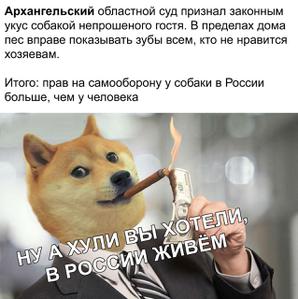 Архангельский областной суд признал законным
укус собакой непрошеного гостя. В пределах дома
пес вправе показывать зубы всем, кто не нравится
хозяевам.
Итого: прав на самооборону у собаки в России
больше, чем у человека
НУ А ХУЛИ ВЫ ХОТЕЛИ,
В РОССИИ ЖИВЁМ